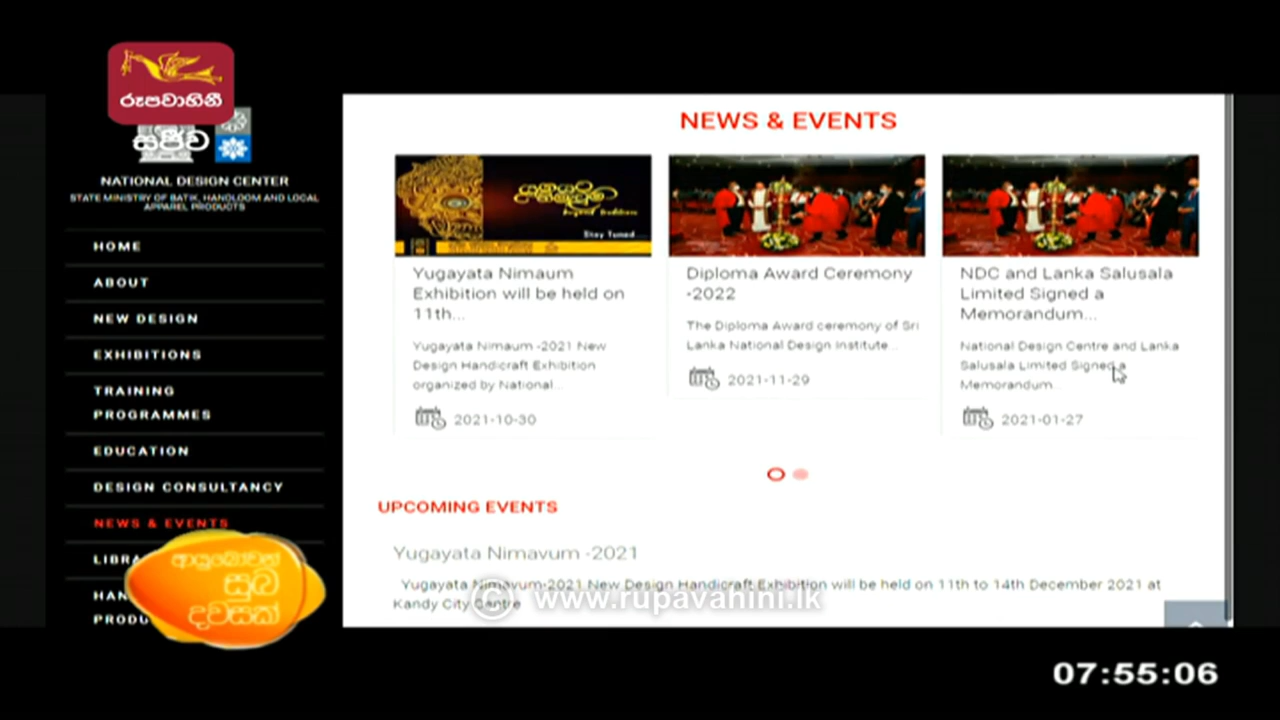 රූපවාහිනී
සජීව
NATIONAL DESIGN CENTER
STATE MINISTRY OF BATIK, HANDLOOM AND LOCAL
APPAREL PRODUCTS
HOME
ABOUT
NEW DESIGN
EXHIBITIONS
TRAINING
PROGRAMMES
EDUCATION
DESIGN CONSULTANCY
NEWS & EVENTS
LIBRA
HAN
PRODU
ආයුබෝවන්
සුබ
දවසක්
NEWS & EVENTS
Stay Tuned...
Yugayata Nimaum
Exhibition will be held on
11th...
Yugayata Nimaum -2021 New
Design Handicraft Exhibition
organized by National...
2021-10-30
Diploma Award Ceremony
-2022
The Diploma Award ceremony of Sri
Lanka National Design Institute...
2021-11-29
NDC and Lanka Salusala
Limited Signed a
Memorandum...
National Design Centre and Lanka
Salusala Limited Signed a
Memorandum...
2021-01-27
UPCOMING EVENTS
Yugayata Nimavum -2021
Yugayata Nimavum-2021 New Design Handicraft Exhibition will be held on 11th to 14th December 2021 at
Kandy City Centre
© www.rupavahini.lk
07:55:06